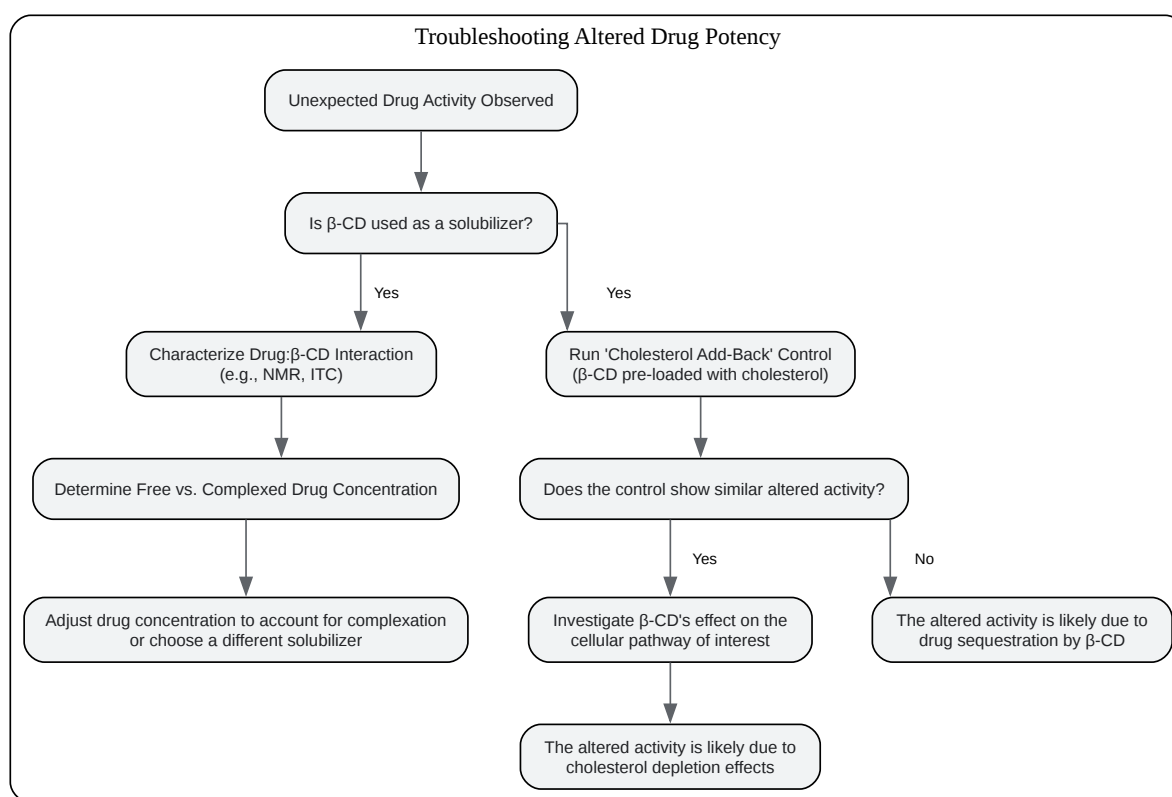 Troubleshooting Altered Drug Potency
Unexpected Drug Activity Observed
Is β-CD used as a solubilizer?
Yes
Yes
Characterize Drug:β-CD Interaction
(e.g., NMR, ITC)
Run 'Cholesterol Add-Back' Control
(β-CD pre-loaded with cholesterol)
Determine Free vs. Complexed Drug Concentration
Does the control show similar altered activity?
Yes
No
Adjust drug concentration to account for complexation
or choose a different solubilizer
Investigate β-CD's effect on the
cellular pathway of interest
The altered activity is likely due to
drug sequestration by β-CD
The altered activity is likely due to
cholesterol depletion effects